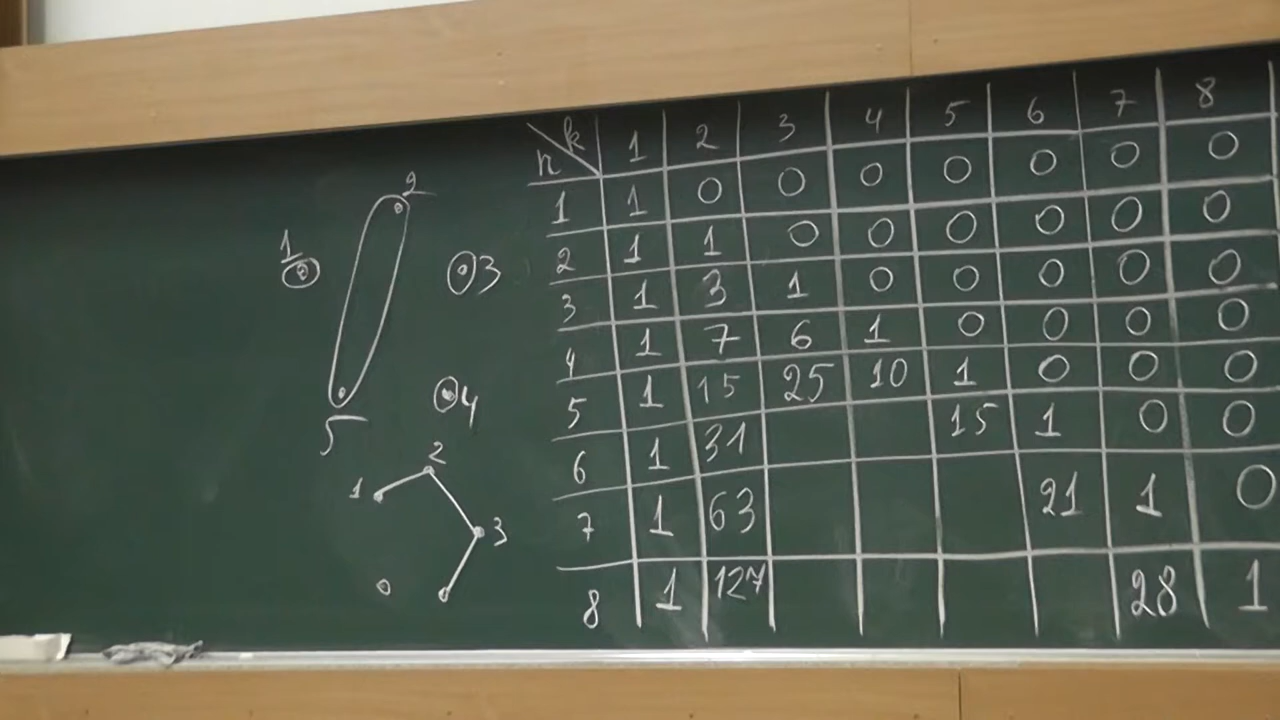 2
1
3
5
4
2
1
3
n k 1 2 3 4 5 6 7 8
1 1 0 0 0 0 0 0 0
2 1 1 0 0 0 0 0 0
3 1 3 1 0 0 0 0 0
4 1 7 6 1 0 0 0 0
5 1 15 25 10 1 0 0 0
6 1 31 15 1 0 0
7 1 63 21 1 0
8 1 127 28 1